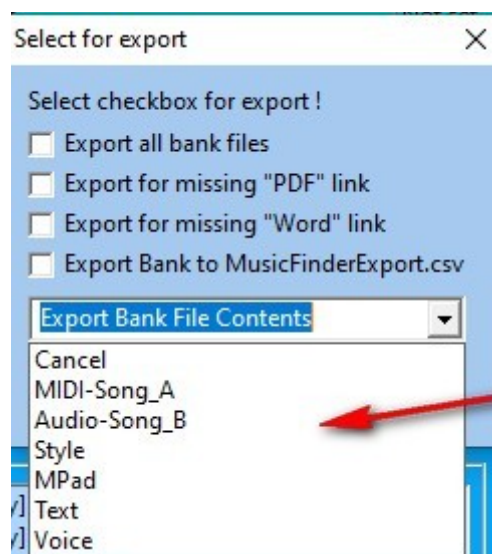 Select for export
Select checkbox for export !
Export all bank files
Export for missing "PDF" link
Export for missing "Word" link
Export Bank to MusicFinderExport.csv
Export Bank File Contents
Cancel
MIDI-Song_A
Audio-Song_B
Style
MPad
Text
Voice